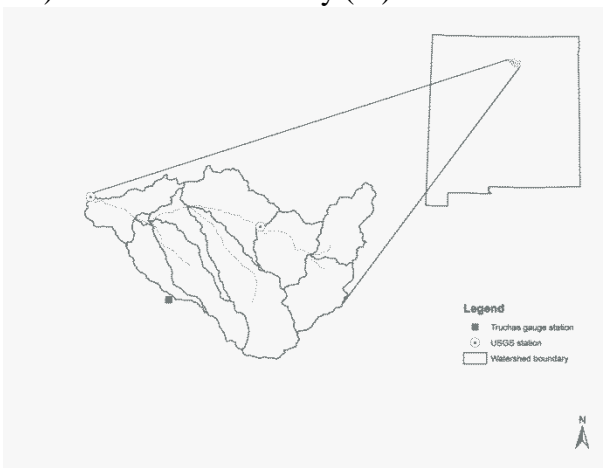 Legend
Truchas gauge station
USGS station
Watershed boundary
N